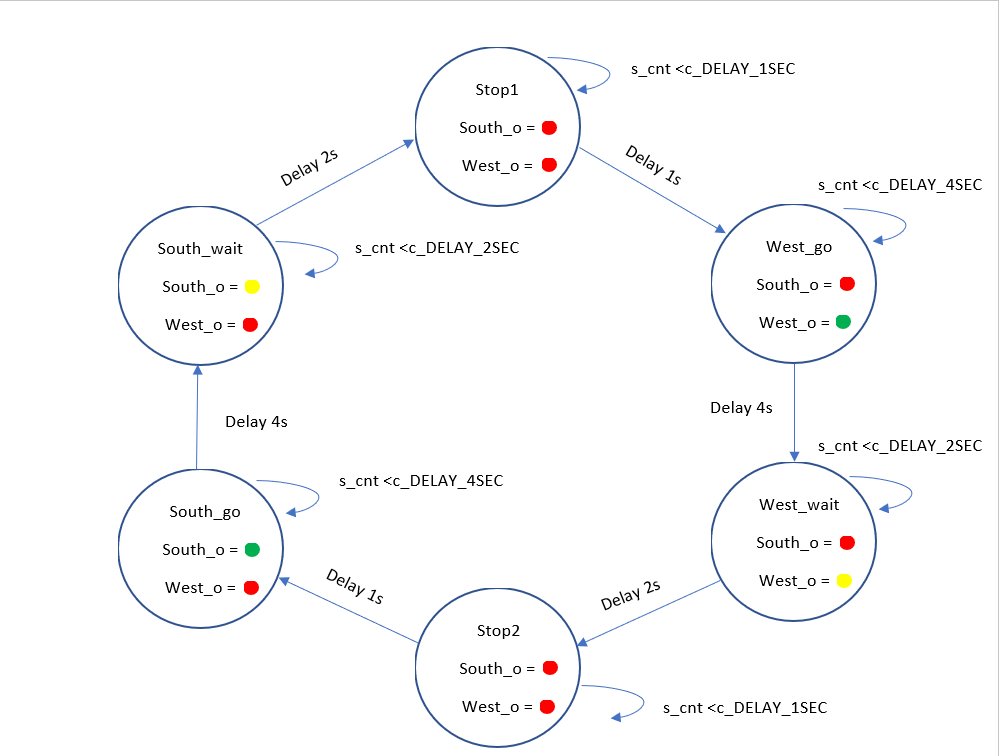 Stop1
South_o =
West_o =
s_cnt <c_DELAY_1SEC
Delay 1s
West_go
South_o =
West_o =
s_cnt <c_DELAY_4SEC
Delay 4s
West_wait
South_o =
West_o =
s_cnt <c_DELAY_2SEC
Delay 2s
Stop2
South_o =
West_o =
s_cnt <c_DELAY_1SEC
Delay 1s
South_go
South_o =
West_o =
s_cnt <c_DELAY_4SEC
Delay 4s
South_wait
South_o =
West_o =
s_cnt <c_DELAY_2SEC
Delay 2s